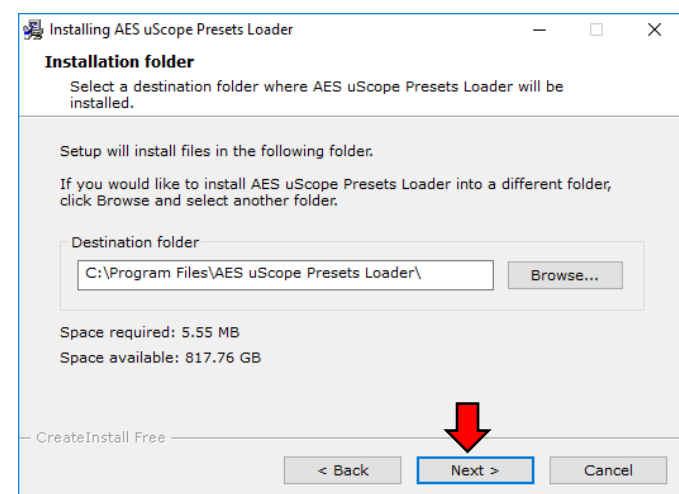 Installing AES uScope Presets Loader
Installation folder
Select a destination folder where AES uScope Presets Loader will be
installed.
Setup will install files in the following folder.
If you would like to install AES uScope Presets Loader into a different folder,
click Browse and select another folder.
Destination folder
C:\Program Files\AES uScope Presets Loader\
Browse...
Space required: 5.55 MB
Space available: 817.76 GB
CreateInstall Free
< Back
Next >
Cancel